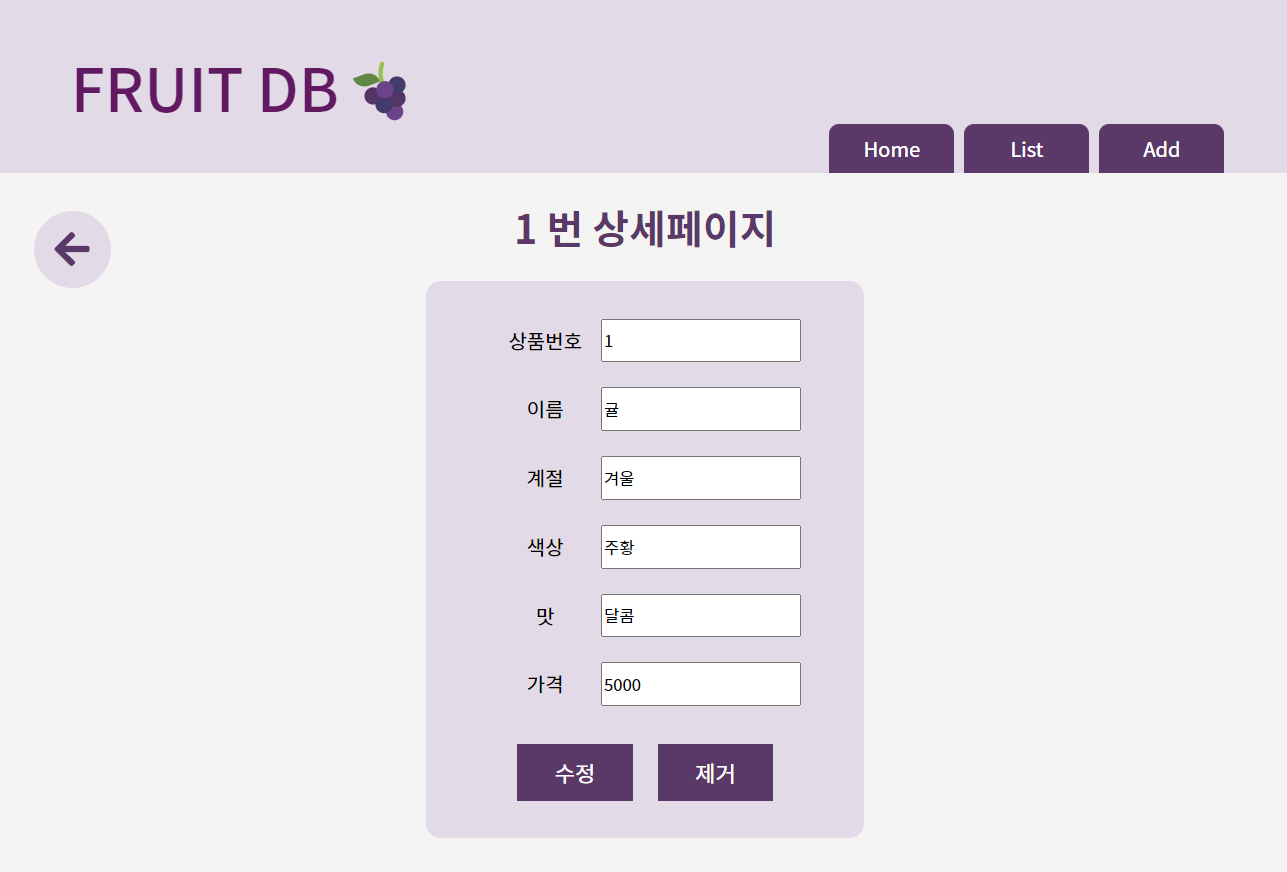 FRUIT DB
Home List Add
1 번 상세페이지
상품번호 1
이름 귤
계절 겨울
색상 주황
맛 달콤
가격 5000
수정 제거